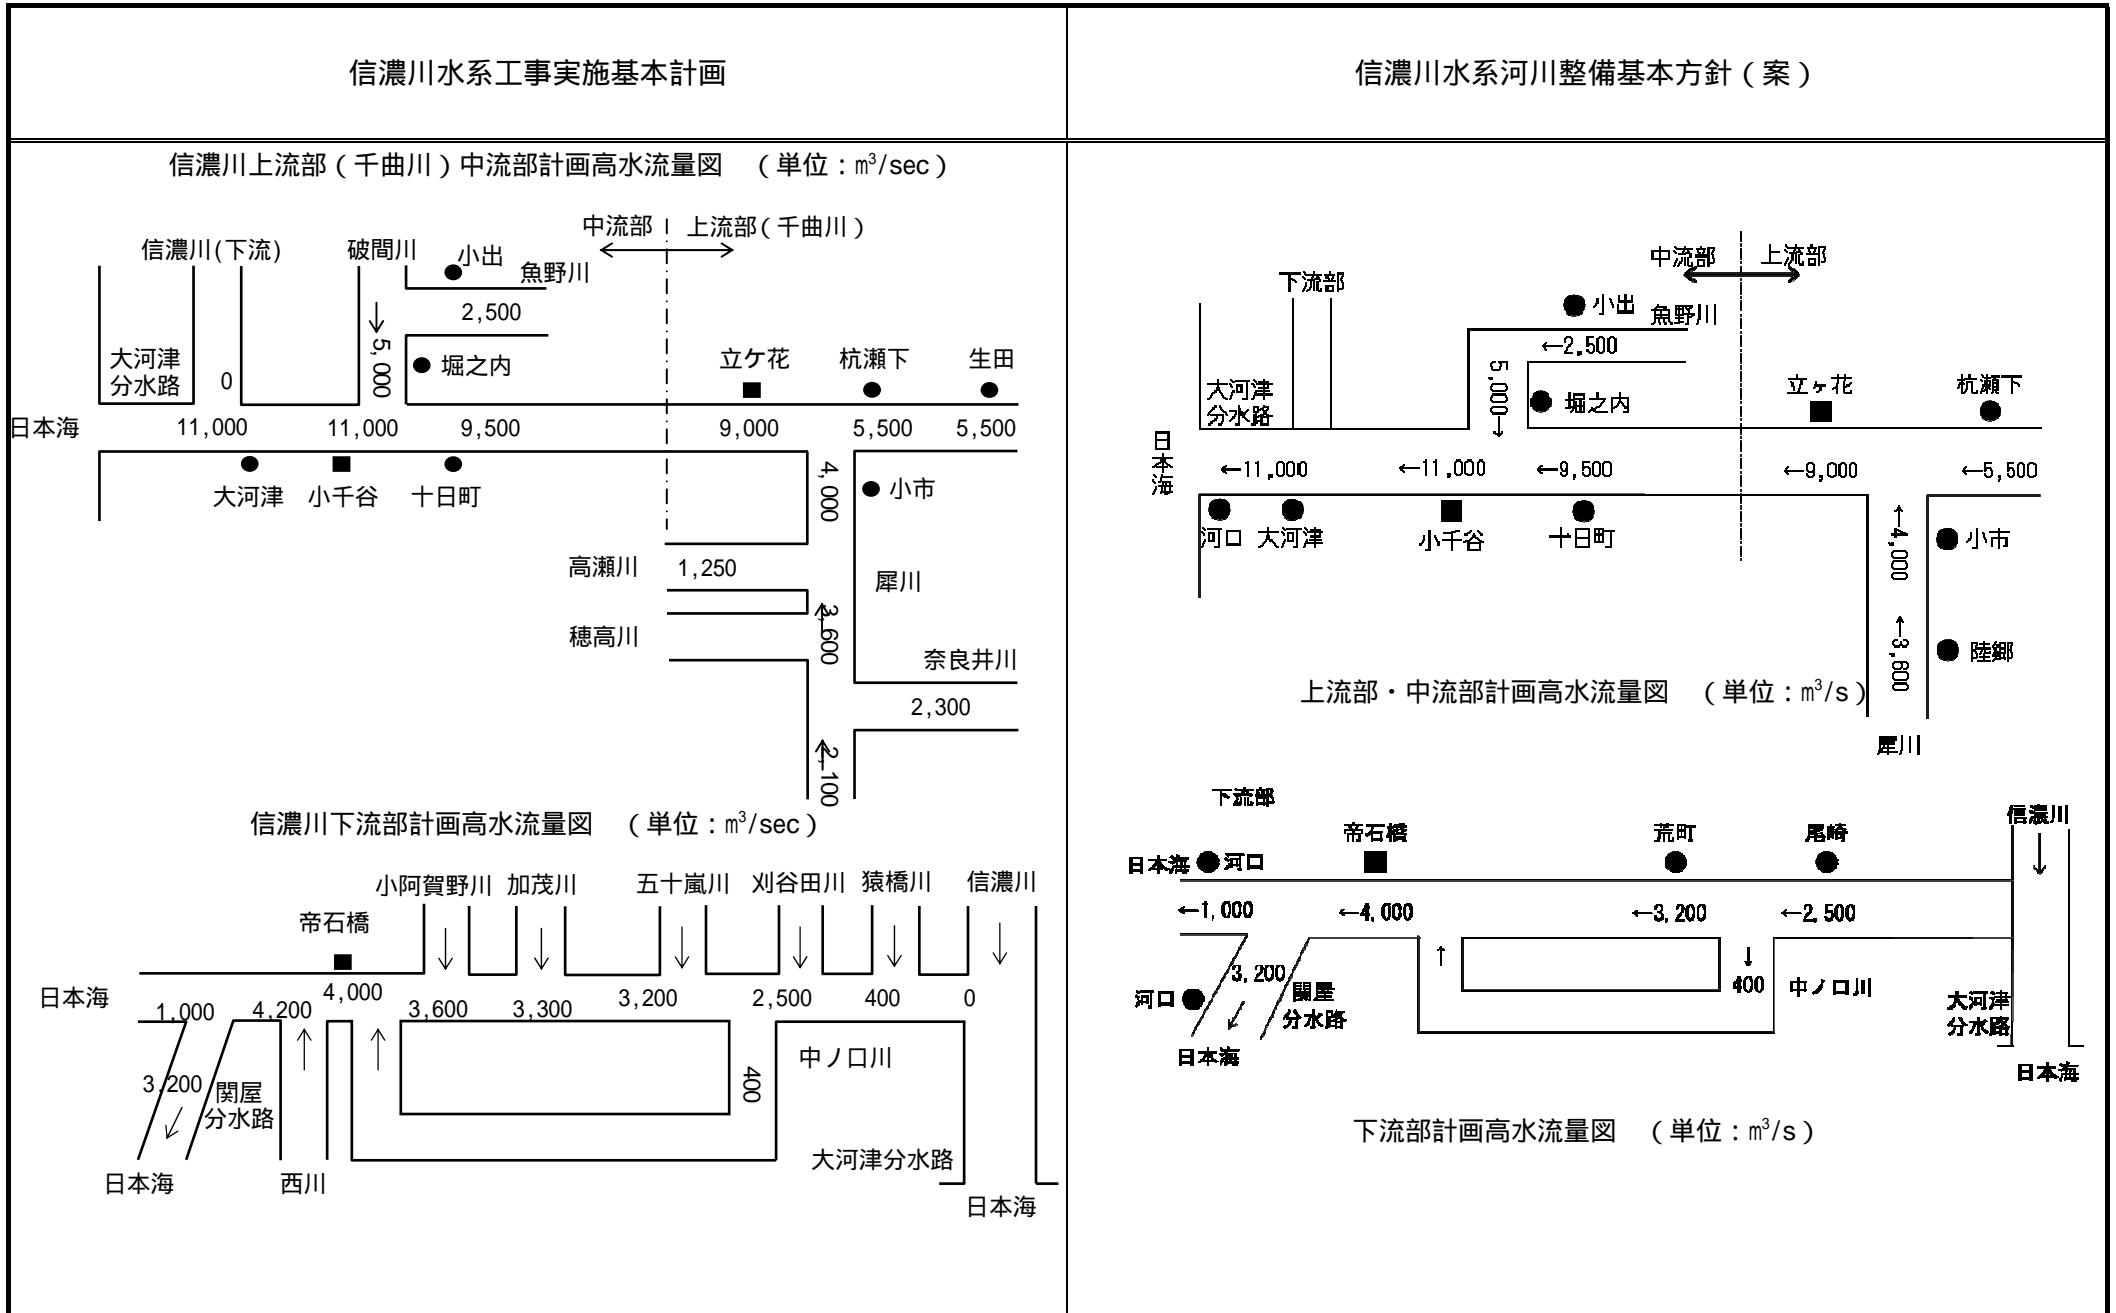 信濃川水系工事実施基本計画
信濃川上流部（千曲川）中流部計画高水流量図　（単位：㎥/sec）
中流部
上流部(千曲川)
信濃川(下流)
破間川
小出
魚野川
2,500
5,000
堀之内
大河津
分水路
0
立ケ花
杭瀬下
生田
日本海
11,000
11,000
9,500
9,000
5,500
5,500
大河津
小千谷
十日町
4,000
小市
高瀬川
1,250
犀川
穂高川
3,600
奈良井川
2,300
2,100
信濃川下流部計画高水流量図　（単位：㎥/sec）
小阿賀野川
加茂川
五十嵐川
刈谷田川
猿橋川
信濃川
帝石橋
日本海
1,000
4,200
4,000
3,600
3,300
3,200
2,500
400
0
3,200
関屋
分水路
400
中ノ口川
大河津分水路
日本海
西川
日本海
信濃川水系河川整備基本方針（案）
中流部
上流部
下流部
小出
魚野川
←2,500
5,000→
堀之内
大河津
分水路
立ヶ花
杭瀬下
日本海
←11,000
←11,000
←9,500
←9,000
←5,500
河口
大河津
小千谷
十日町
←4,000
小市
←3,600
陸郷
上流部・中流部計画高水流量図　（単位：㎥/s）
犀川
下流部
信濃川
帝石橋
荒町
尾崎
日本海
河口
←1,000
←4,000
←3,200
←2,500
3,200
関屋
分水路
河口
400
中ノ口川
大河津
分水路
日本海
日本海
下流部計画高水流量図　（単位：㎥/s）